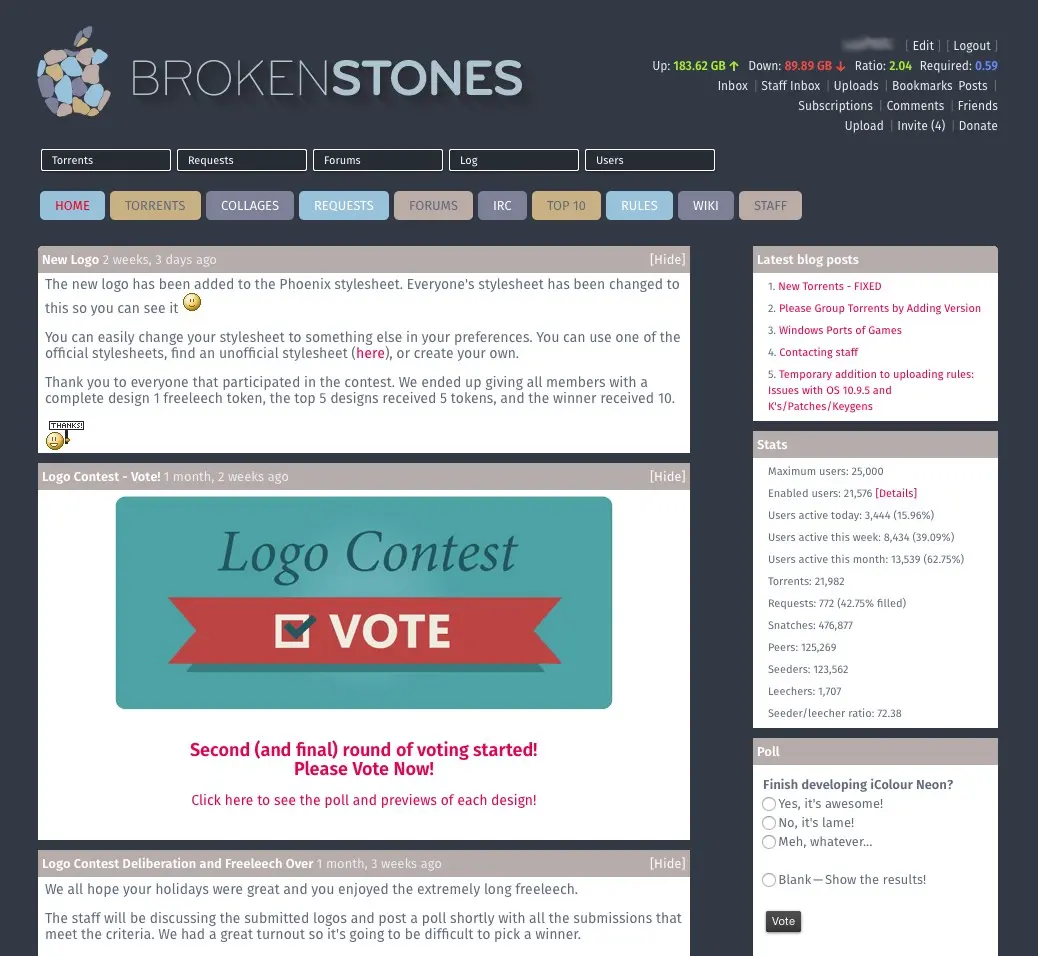 BROKENSTONES
[ Edit ] [ Logout ]
Up: 183.62 GB ↑ Down: 89.89 GB ↓ Ratio: 2.04 Required: 0.59
Inbox | Staff Inbox | Uploads | Bookmarks Posts |
Subscriptions | Comments | Friends
Upload | Invite (4) | Donate
Torrents Requests Forums Log Users
HOME TORRENTS COLLAGES REQUESTS FORUMS IRC TOP 10 RULES WIKI STAFF
New Logo 2 weeks, 3 days ago [Hide]
The new logo has been added to the Phoenix stylesheet. Everyone's stylesheet has been changed to
this so you can see it
You can easily change your stylesheet to something else in your preferences. You can use one of the
official stylesheets, find an unofficial stylesheet (here), or create your own.
Thank you to everyone that participated in the contest. We ended up giving all members with a
complete design 1 freeleech token, the top 5 designs received 5 tokens, and the winner received 10.
THANKS!
Logo Contest - Vote! 1 month, 2 weeks ago [Hide]
Logo Contest
VOTE
Second (and final) round of voting started!
Please Vote Now!
Click here to see the poll and previews of each design!
Logo Contest Deliberation and Freeleech Over 1 month, 3 weeks ago [Hide]
We all hope your holidays were great and you enjoyed the extremely long freeleech.
The staff will be discussing the submitted logos and post a poll shortly with all the submissions that
meet the criteria. We had a great turnout so it's going to be difficult to pick a winner.
Latest blog posts
1. New Torrents - FIXED
2. Please Group Torrents by Adding Version
3. Windows Ports of Games
4. Contacting staff
5. Temporary addition to uploading rules:
Issues with OS 10.9.5 and
K's/Patches/Keygens
Stats
Maximum users: 25,000
Enabled users: 21,576 [Details]
Users active today: 3,444 (15.96%)
Users active this week: 8,434 (39.09%)
Users active this month: 13,539 (62.75%)
Torrents: 21,982
Requests: 772 (42.75% filled)
Snatches: 476,877
Peers: 125,269
Seeders: 123,562
Leechers: 1,707
Seeder/leecher ratio: 72.38
Poll
Finish developing iColour Neon?
Yes, it's awesome!
No, it's lame!
Meh, whatever...
Blank — Show the results!
Vote